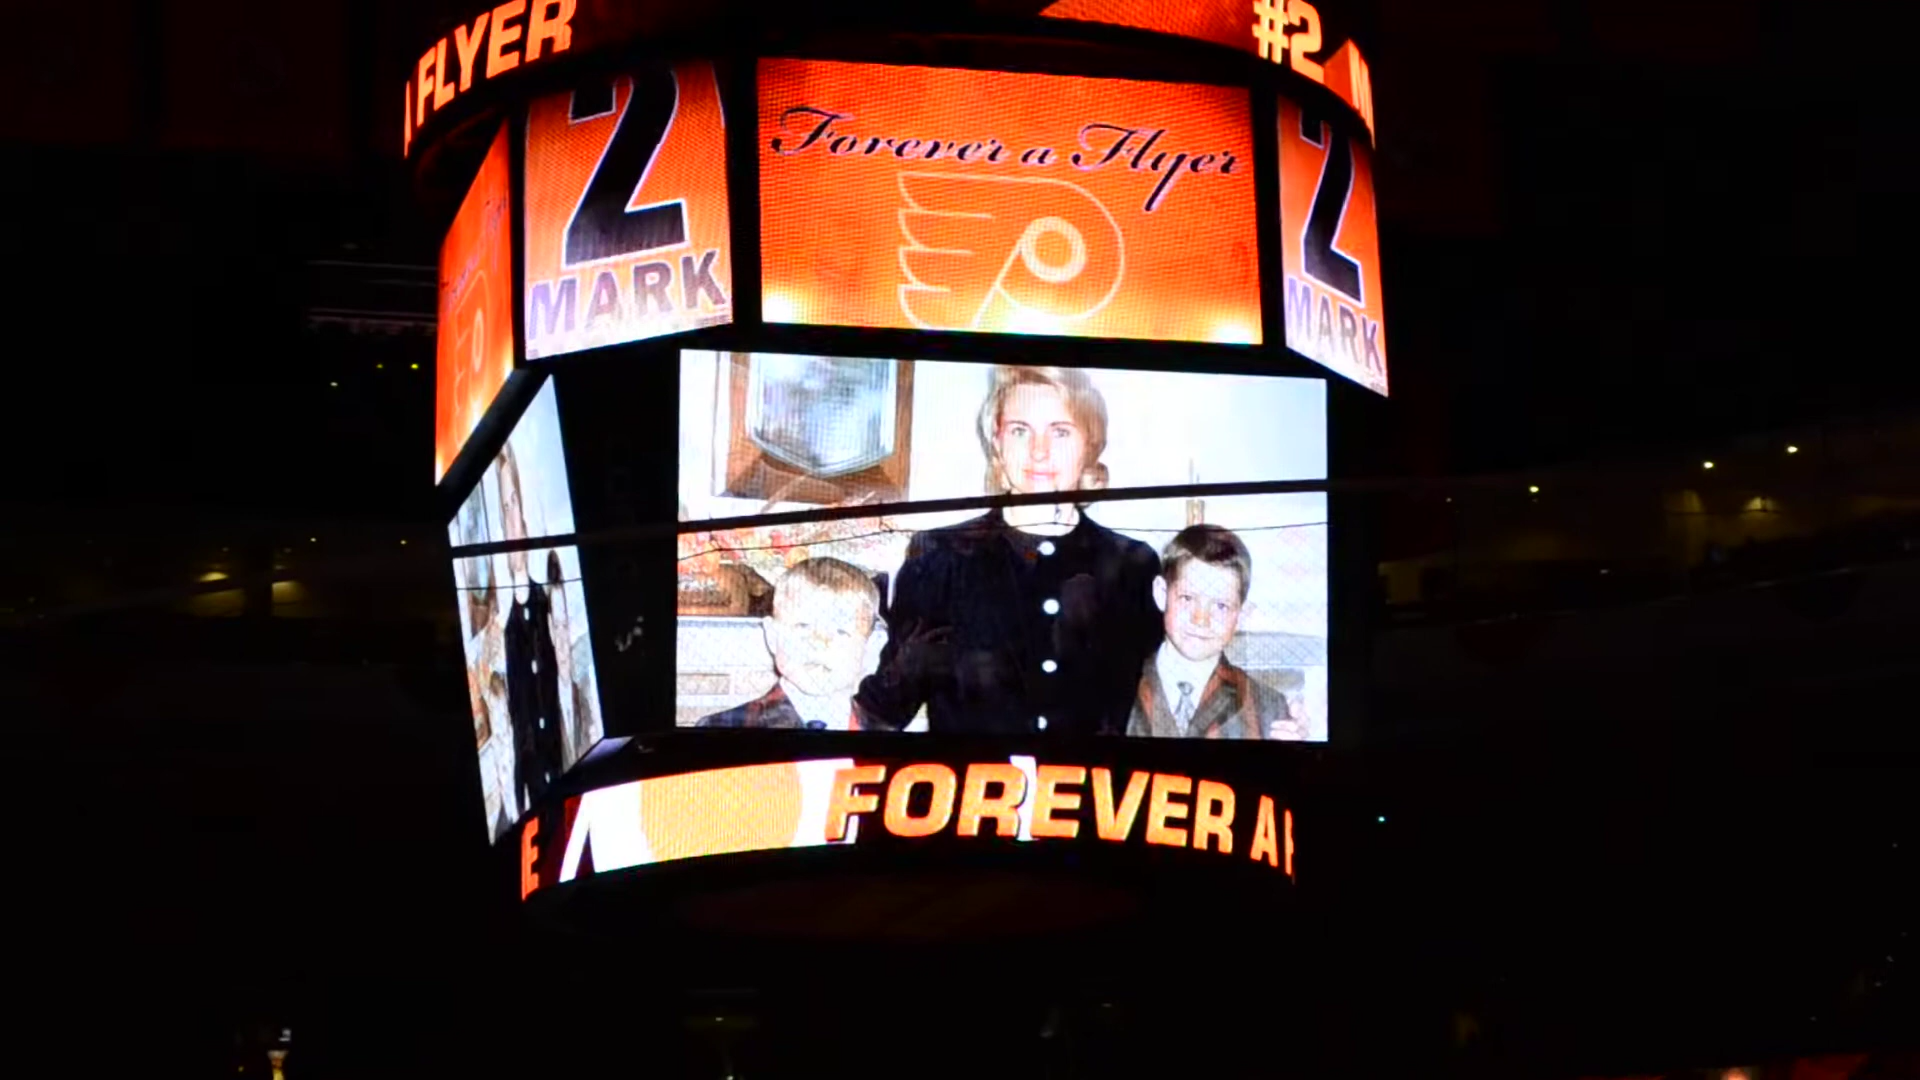 A FLYER
#2 M
2
MARK
Forever a Flyer
2
MARK
E
FOREVER A